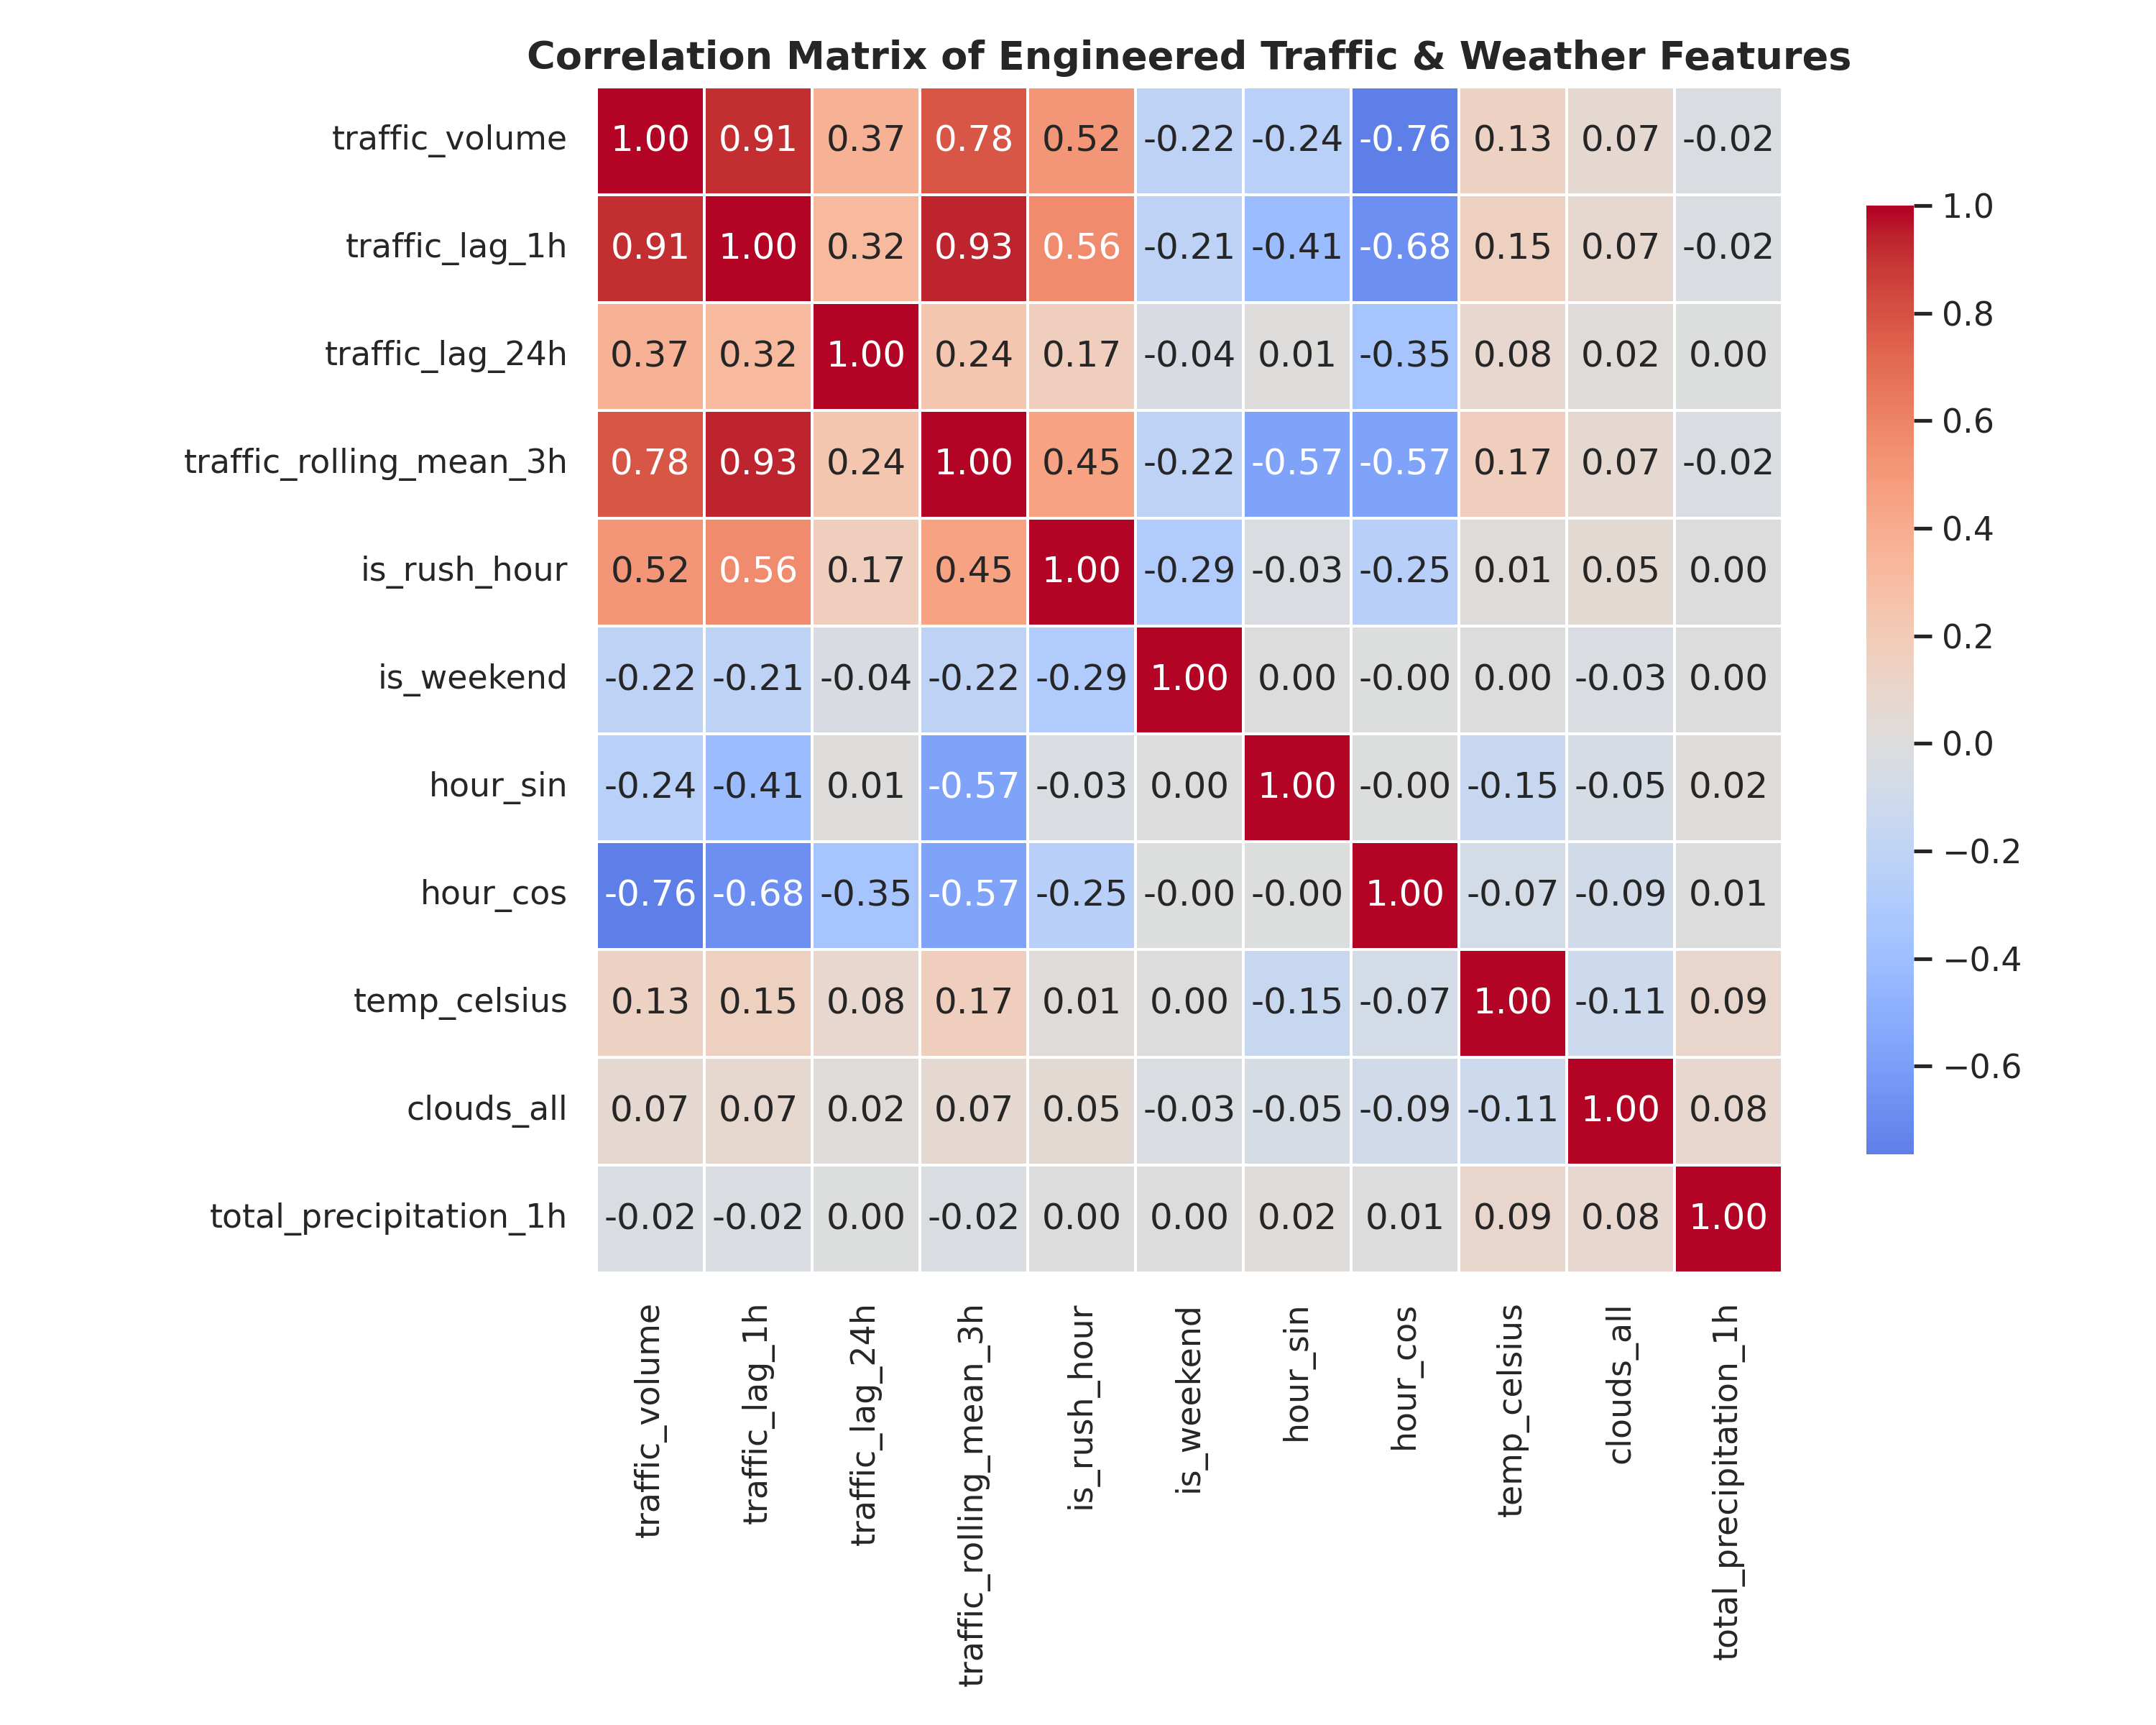 Correlation Matrix of Engineered Traffic & Weather Features
traffic_volume 1.00 0.91 0.37 0.78 0.52 -0.22 -0.24 -0.76 0.13 0.07 -0.02
traffic_lag_1h 0.91 1.00 0.32 0.93 0.56 -0.21 -0.41 -0.68 0.15 0.07 -0.02
traffic_lag_24h 0.37 0.32 1.00 0.24 0.17 -0.04 0.01 -0.35 0.08 0.02 0.00
traffic_rolling_mean_3h 0.78 0.93 0.24 1.00 0.45 -0.22 -0.57 -0.57 0.17 0.07 -0.02
is_rush_hour 0.52 0.56 0.17 0.45 1.00 -0.29 -0.03 -0.25 0.01 0.05 0.00
is_weekend -0.22 -0.21 -0.04 -0.22 -0.29 1.00 0.00 -0.00 0.00 -0.03 0.00
hour_sin -0.24 -0.41 0.01 -0.57 -0.03 0.00 1.00 -0.00 -0.15 -0.05 0.02
hour_cos -0.76 -0.68 -0.35 -0.57 -0.25 -0.00 -0.00 1.00 -0.07 -0.09 0.01
temp_celsius 0.13 0.15 0.08 0.17 0.01 0.00 -0.15 -0.07 1.00 -0.11 0.09
clouds_all 0.07 0.07 0.02 0.07 0.05 -0.03 -0.05 -0.09 -0.11 1.00 0.08
total_precipitation_1h -0.02 -0.02 0.00 -0.02 0.00 0.00 0.02 0.01 0.09 0.08 1.00
traffic_volume
traffic_lag_1h
traffic_lag_24h
traffic_rolling_mean_3h
is_rush_hour
is_weekend
hour_sin
hour_cos
temp_celsius
clouds_all
total_precipitation_1h
1.0
0.8
0.6
0.4
0.2
0.0
−0.2
−0.4
−0.6